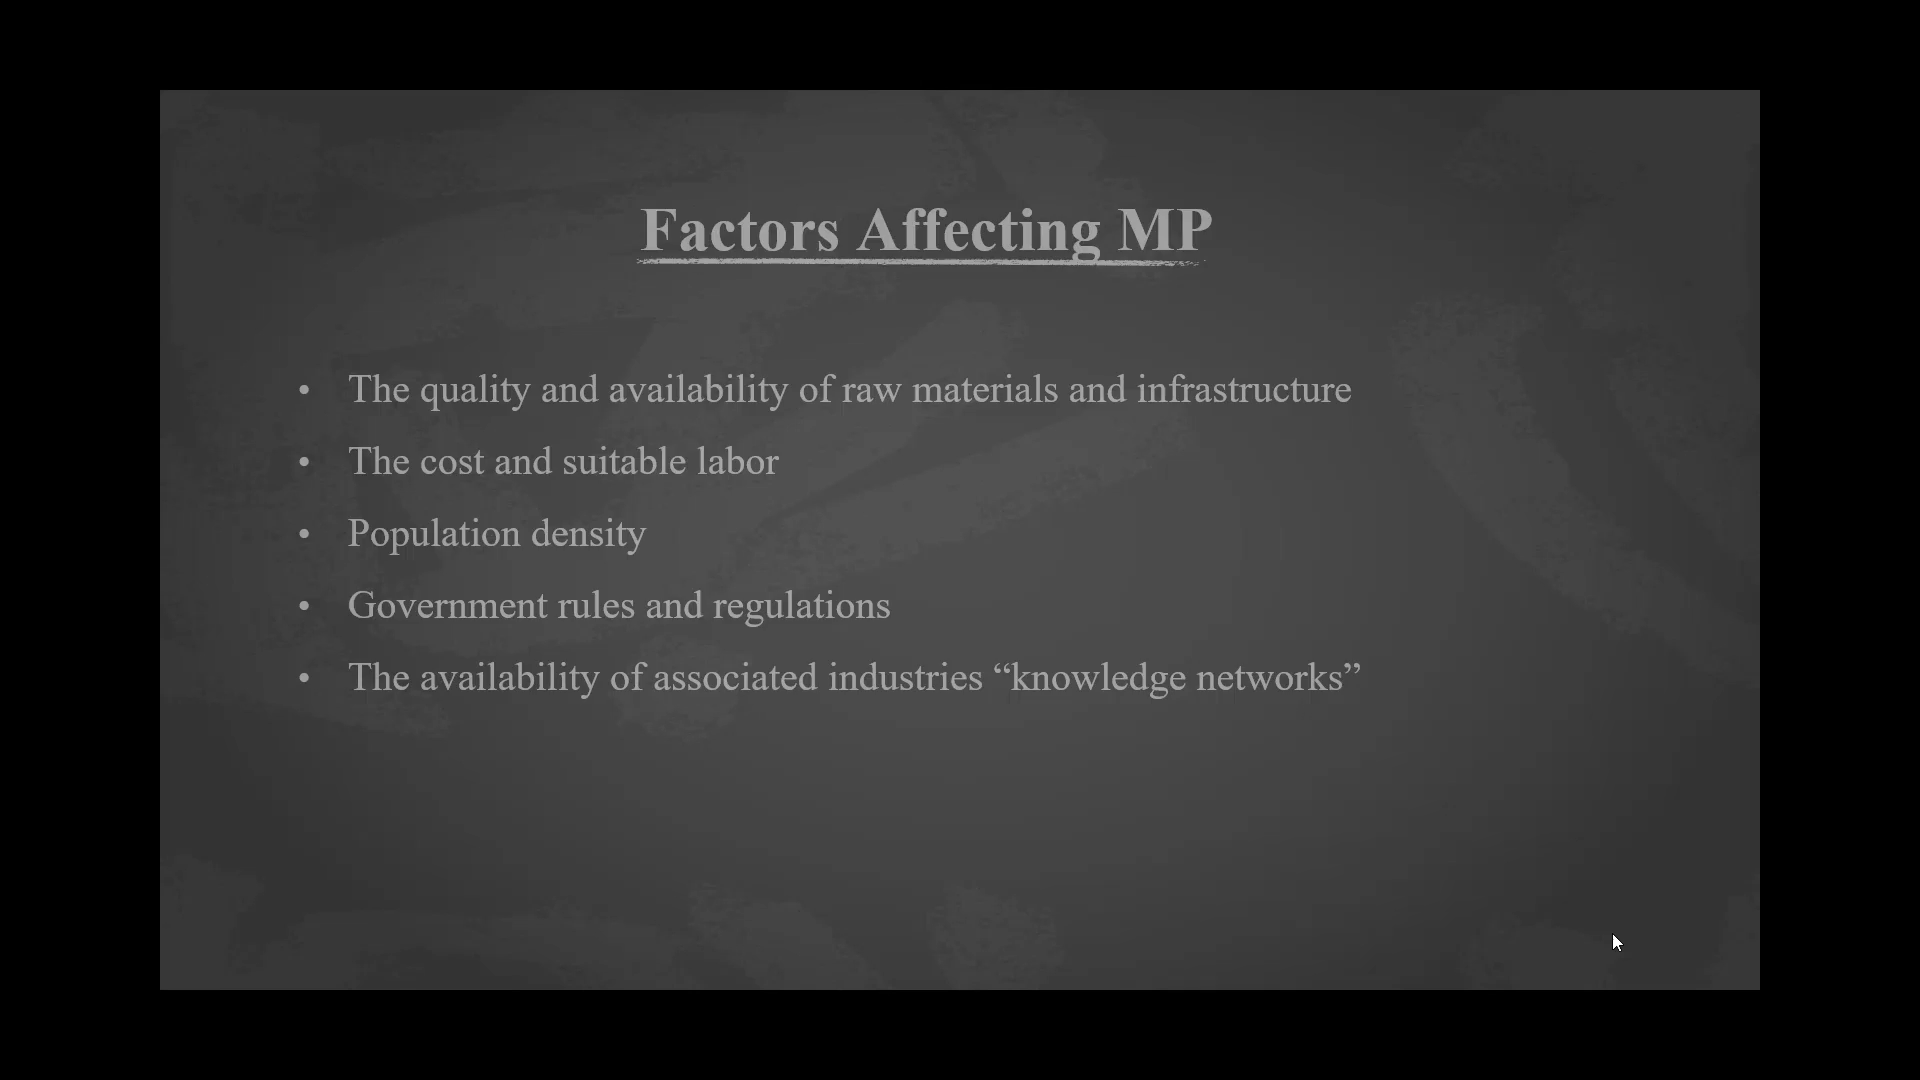 Factors Affecting MP
• The quality and availability of raw materials and infrastructure
• The cost and suitable labor
• Population density
• Government rules and regulations
• The availability of associated industries “knowledge networks”